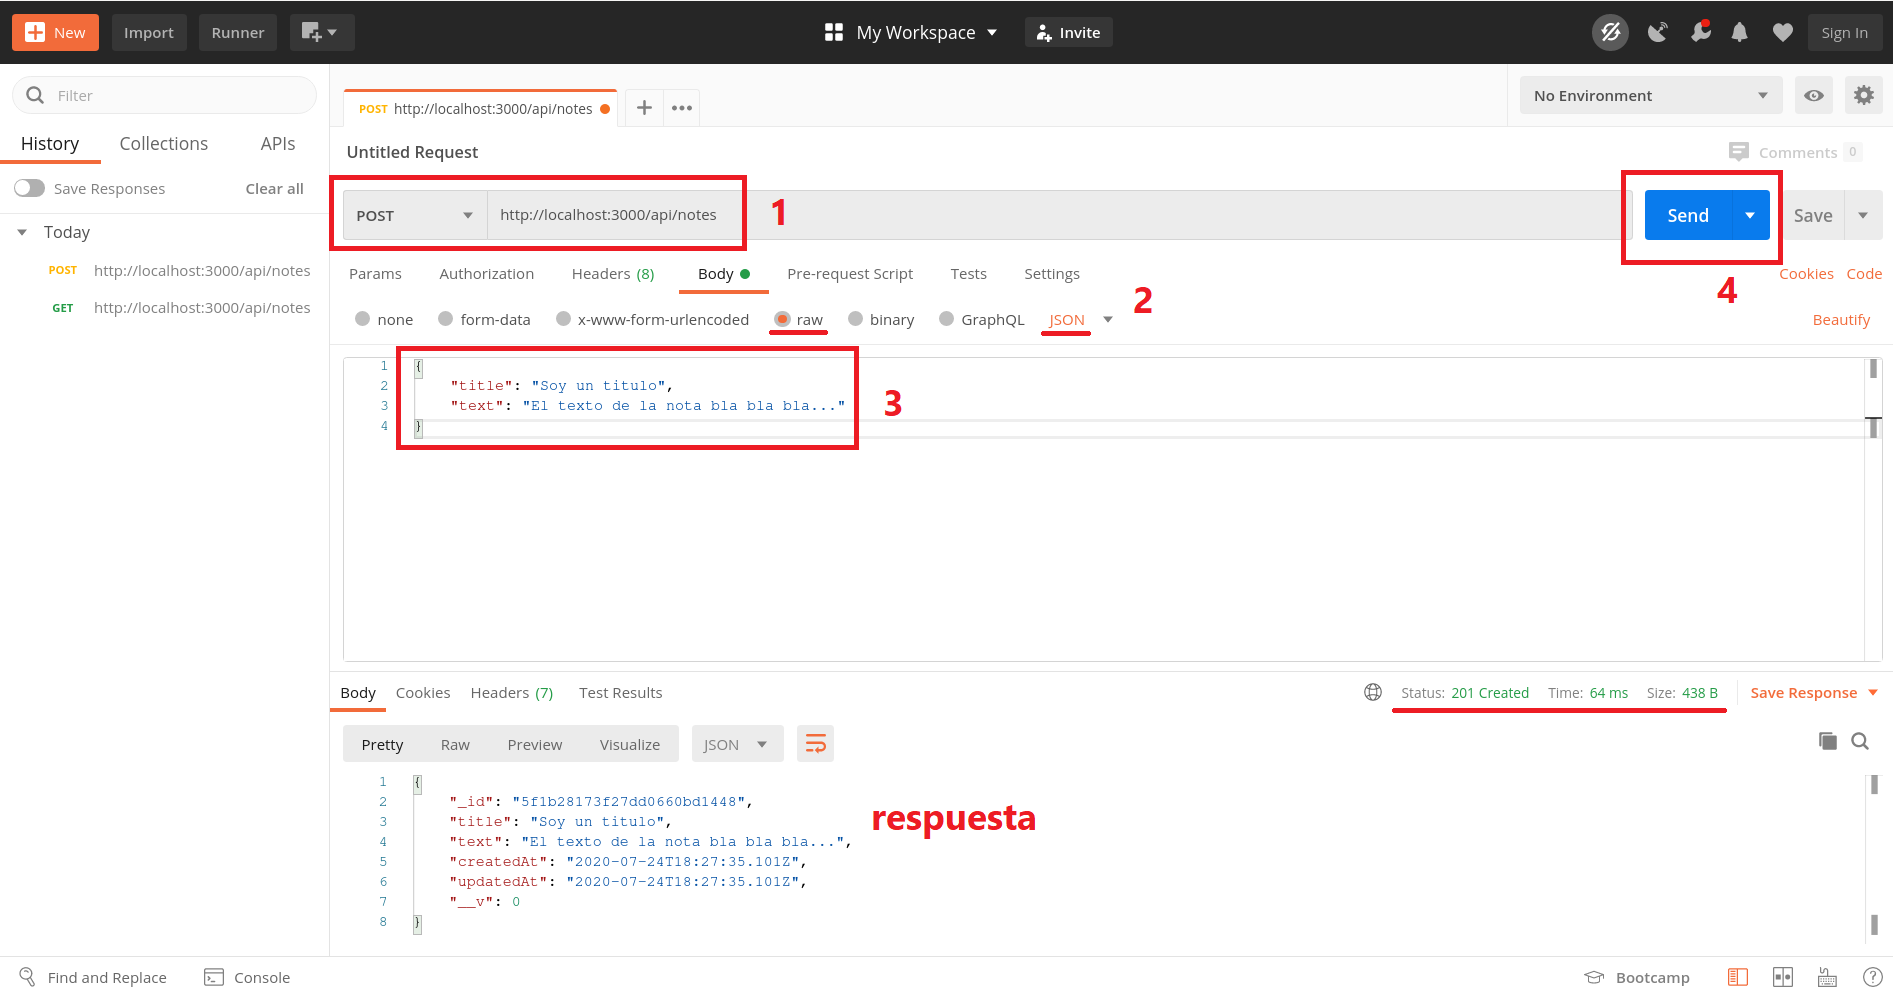 New Import Runner My Workspace Invite Sign In
Filter
POST http://localhost:3000/api/notes No Environment
History Collections APIs
Untitled Request Comments 0
Save Responses Clear all
POST http://localhost:3000/api/notes 1 Send Save
Today
POST http://localhost:3000/api/notes
GET http://localhost:3000/api/notes
Params Authorization Headers (8) Body Pre-request Script Tests Settings Cookies Code
2 4
none form-data x-www-form-urlencoded raw binary GraphQL JSON Beautify
1 {
2 "title": "Soy un titulo",
3 "text": "El texto de la nota bla bla bla..."
4 }
3
Body Cookies Headers (7) Test Results Status: 201 Created Time: 64 ms Size: 438 B Save Response
Pretty Raw Preview Visualize JSON
1 {
2 "_id": "5f1b28173f27dd0660bd1448",
3 "title": "Soy un titulo",
4 "text": "El texto de la nota bla bla bla...",
5 "createdAt": "2020-07-24T18:27:35.101Z",
6 "updatedAt": "2020-07-24T18:27:35.101Z",
7 "__v": 0
8 }
respuesta
Find and Replace Console Bootcamp